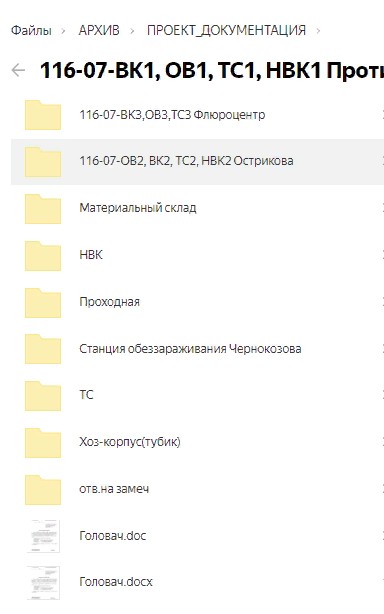 Файлы › АРХИВ › ПРОЕКТ_ДОКУМЕНТАЦИЯ ›
← 116-07-ВК1, ОВ1, ТС1, НВК1 Проти
116-07-ВК3,ОВ3,ТС3 Флюроцентр
116-07-ОВ2, ВК2, ТС2, НВК2 Острикова
Материальный склад
НВК
Проходная
Станция обеззараживания Чернокозова
ТС
Хоз-корпус(тубик)
отв.на замеч
Головач.doc
Головач.docx